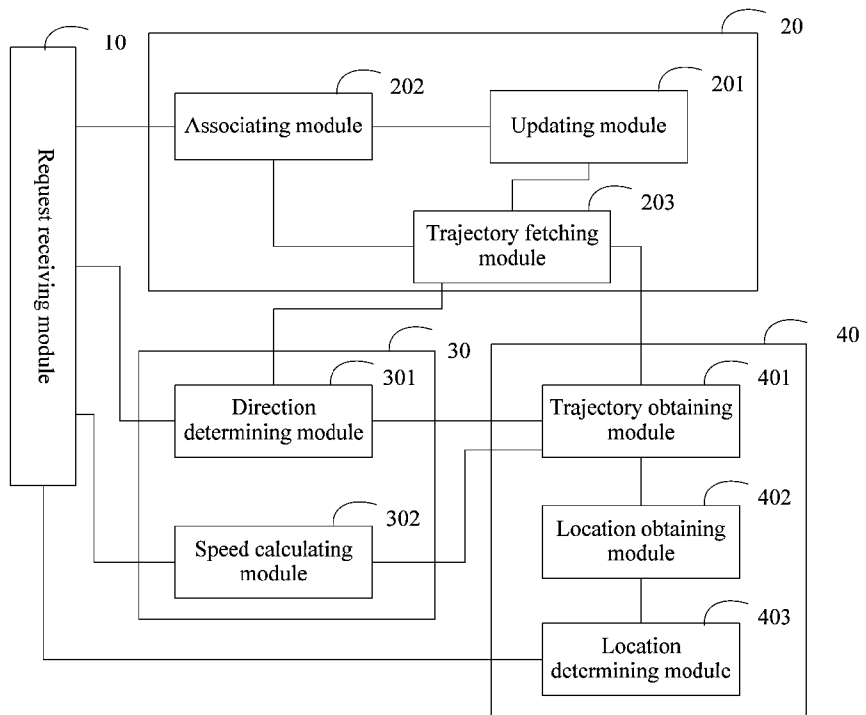 10
20
202
201
Associating module
Updating module
203
Trajectory fetching
module
Request receiving module
30
40
301
401
Direction
determining module
Trajectory obtaining
module
302
402
Speed calculating
module
Location obtaining
module
403
Location
determining module